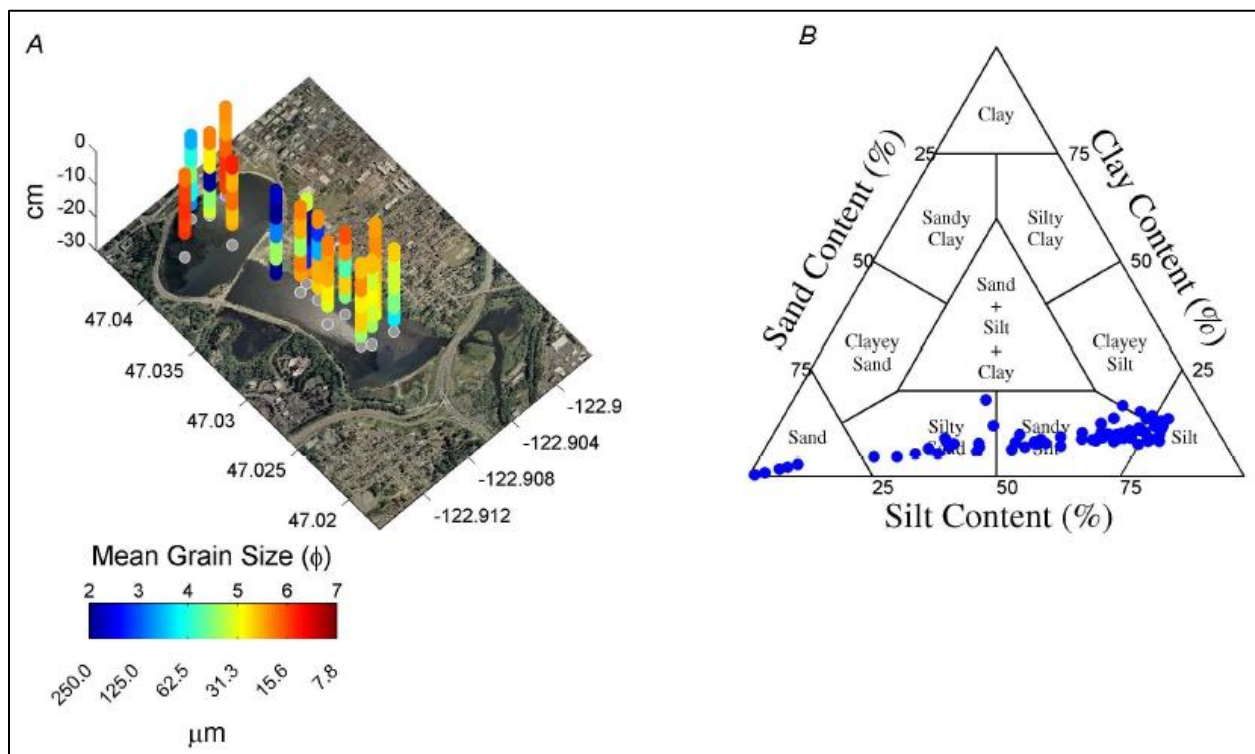 A
0
-10
-20
-30
cm
47.04
47.035
47.03
47.025
47.02
-122.9
-122.904
-122.908
-122.912
Mean Grain Size (ϕ)
2 3 4 5 6 7
250.0 125.0 62.5 31.3 15.6 7.8
μm
B
Clay
25 75
Sand Content (%)
Clay Content (%)
Sandy
Clay
Silty
Clay
50 50
Sand
+
Silt
+
Clay
Clayey
Sand
Clayey
Silt
75 25
Sand
Silty
Sand
Sandy
Silt
Silt
25 50 75
Silt Content (%)